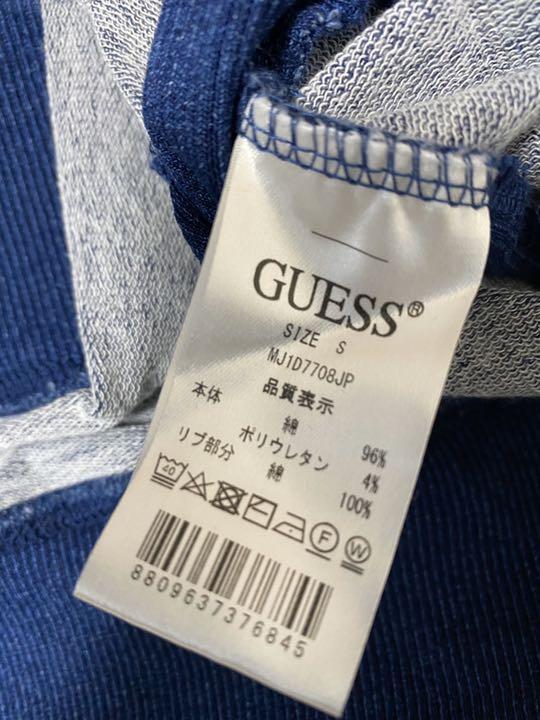 GUESS®
SIZE S
MJ1D7708JP
品質表示
本体 綿 96%
ポリウレタン 4%
リブ部分 綿 100%
40 F W
8809637376845